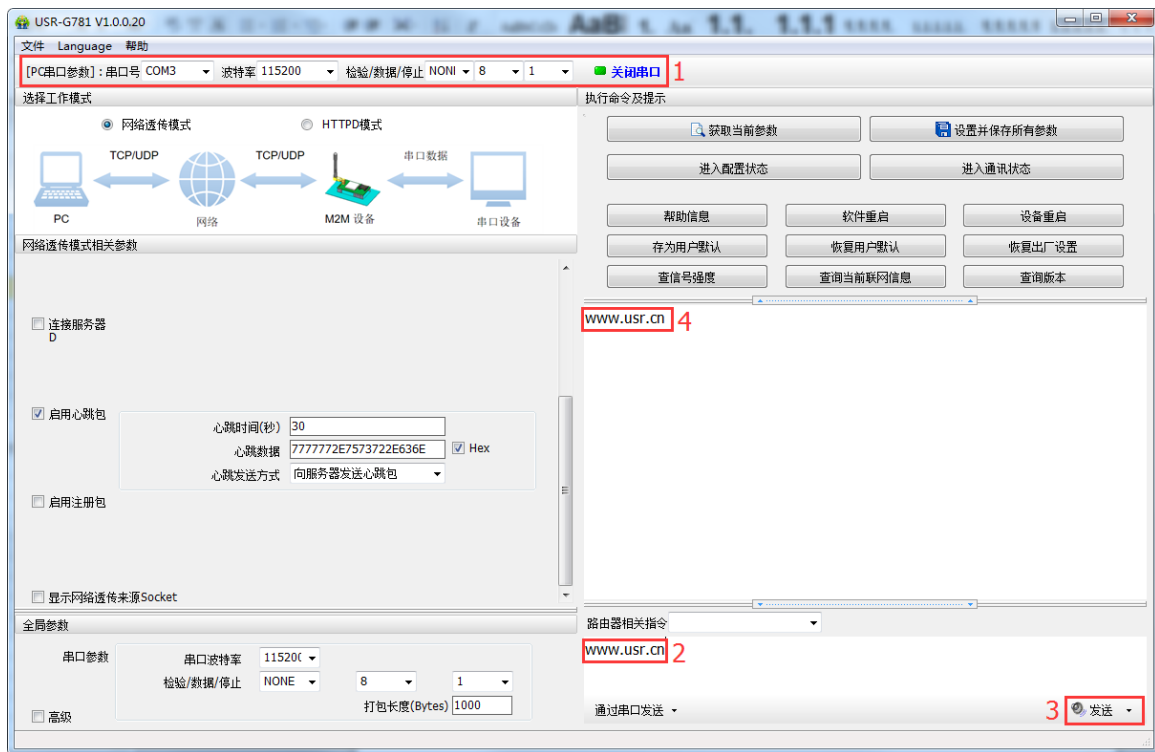 USR-G781 V1.0.0.20
文件 Language 帮助
[PC串口参数]: 串口号 COM3 波特率 115200 检验/数据/停止 NONI 8 1 关闭串口 1
选择工作模式
网络透传模式 HTTPD模式
TCP/UDP TCP/UDP 串口数据
PC 网络 M2M 设备 串口设备
网络透传模式相关参数
连接服务器
D
启用心跳包
心跳时间(秒) 30
心跳数据 7777772E7573722E636E Hex
心跳发送方式 向服务器发送心跳包
启用注册包
显示网络透传来源Socket
全局参数
串口参数 串口波特率 11520(
检验/数据/停止 NONE 8 1
打包长度(Bytes) 1000
高级
执行命令及提示
获取当前参数 设置并保存所有参数
进入配置状态 进入通讯状态
帮助信息 软件重启 设备重启
存为用户默认 恢复用户默认 恢复出厂设置
查信号强度 查询当前联网信息 查询版本
www.usr.cn 4
路由器相关指令
www.usr.cn 2
通过串口发送 3 发送